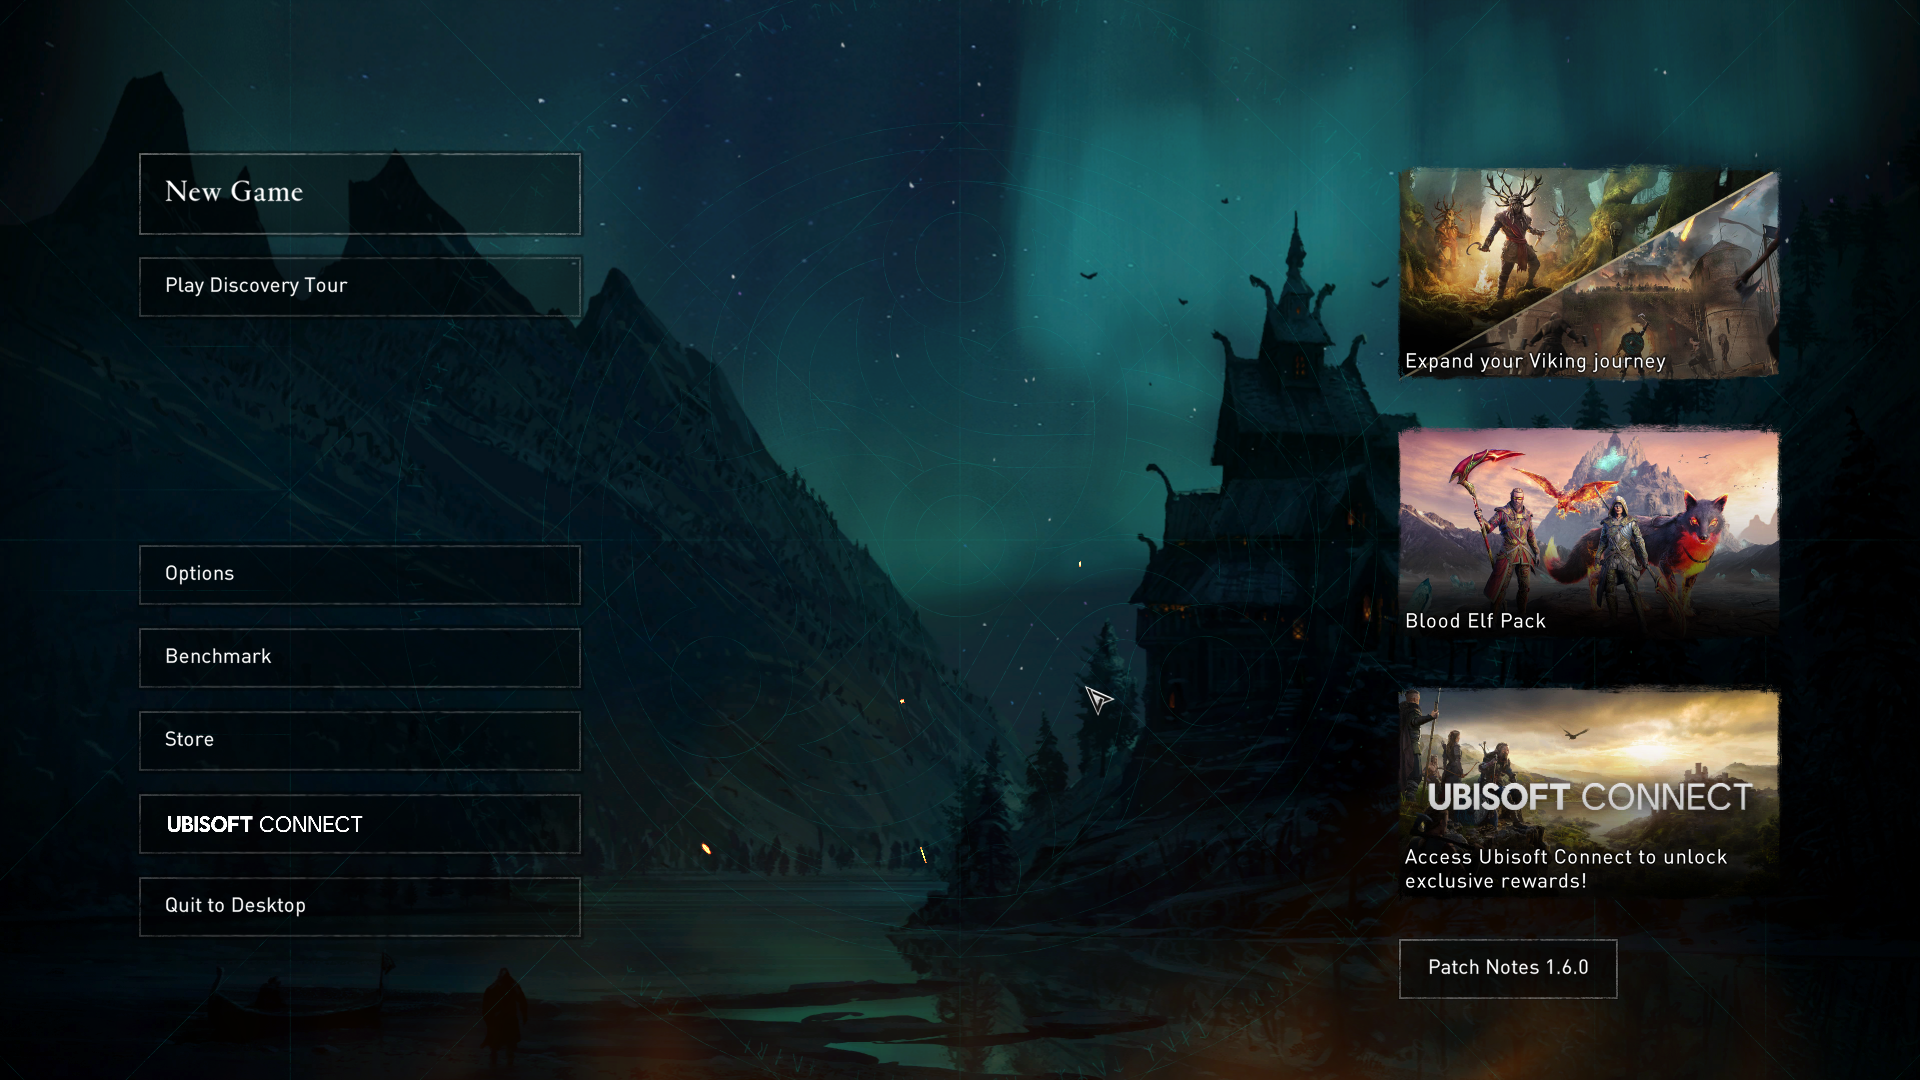 New Game
Play Discovery Tour
Options
Benchmark
Store
UBISOFT CONNECT
Quit to Desktop
Expand your Viking journey
Blood Elf Pack
UBISOFT CONNECT
Access Ubisoft Connect to unlock
exclusive rewards!
Patch Notes 1.6.0